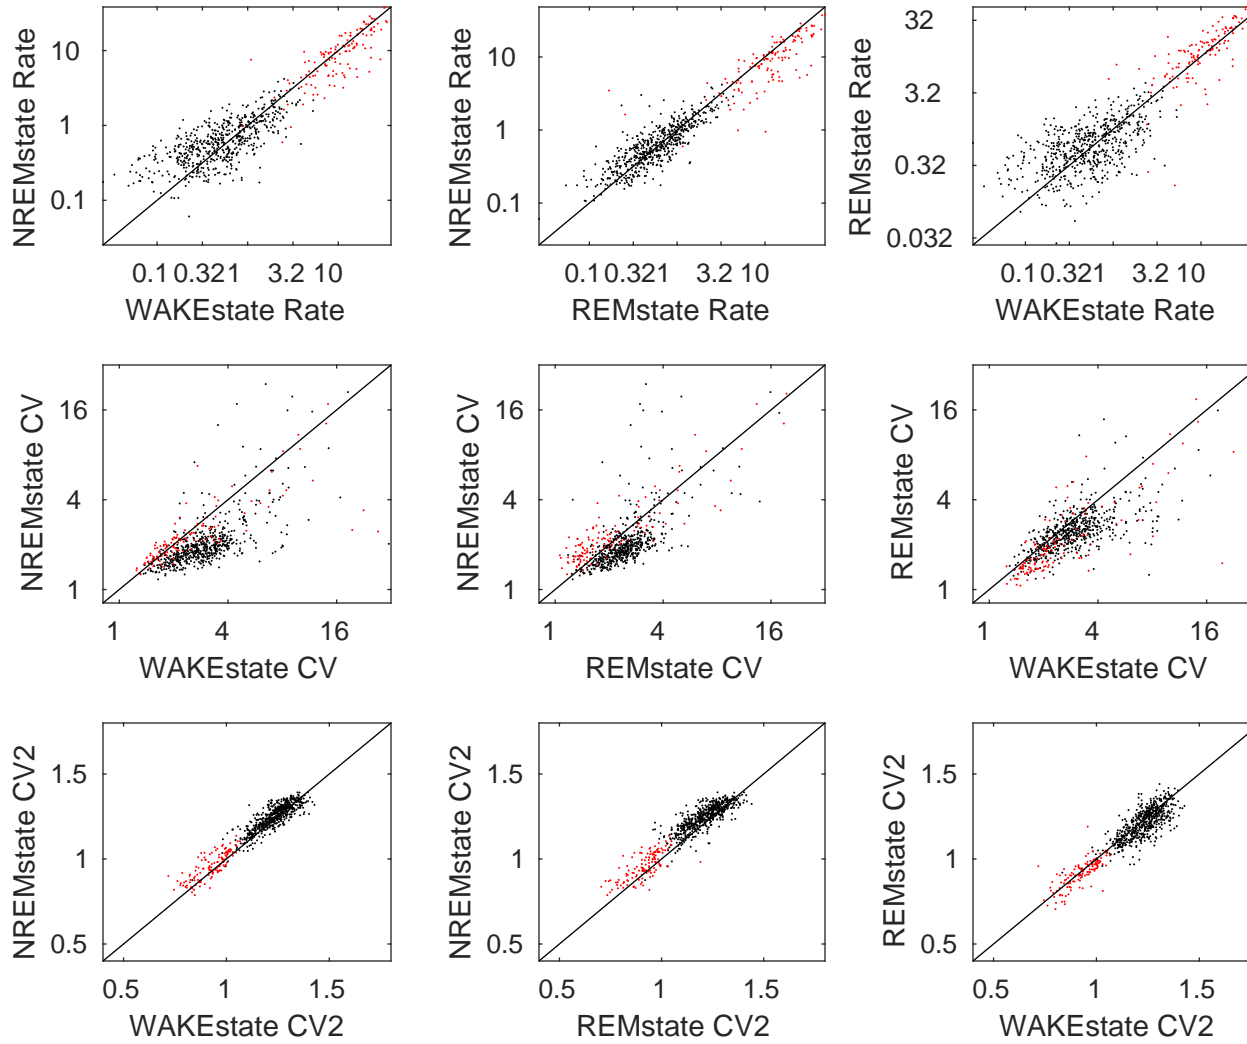 NREMstate Rate
10
1
0.1
0.1 0.32 1 3.2 10
WAKEstate Rate
NREMstate Rate
10
1
0.1
0.1 0.32 1 3.2 10
REMstate Rate
REMstate Rate
32
3.2
0.32
0.032
0.1 0.32 1 3.2 10
WAKEstate Rate
NREMstate CV
16
4
1
1 4 16
WAKEstate CV
NREMstate CV
16
4
1
1 4 16
REMstate CV
REMstate CV
16
4
1
1 4 16
WAKEstate CV
NREMstate CV2
1.5
1
0.5
0.5 1 1.5
WAKEstate CV2
NREMstate CV2
1.5
1
0.5
0.5 1 1.5
REMstate CV2
REMstate CV2
1.5
1
0.5
0.5 1 1.5
WAKEstate CV2